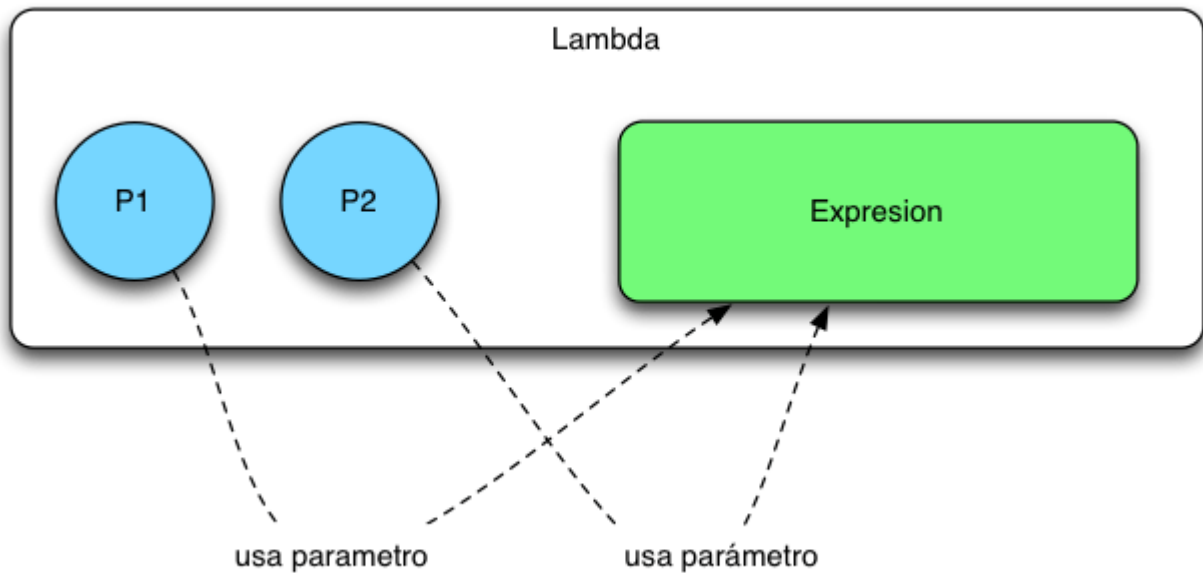 Lambda
P1
P2
Expresion
usa parametro
usa parámetro